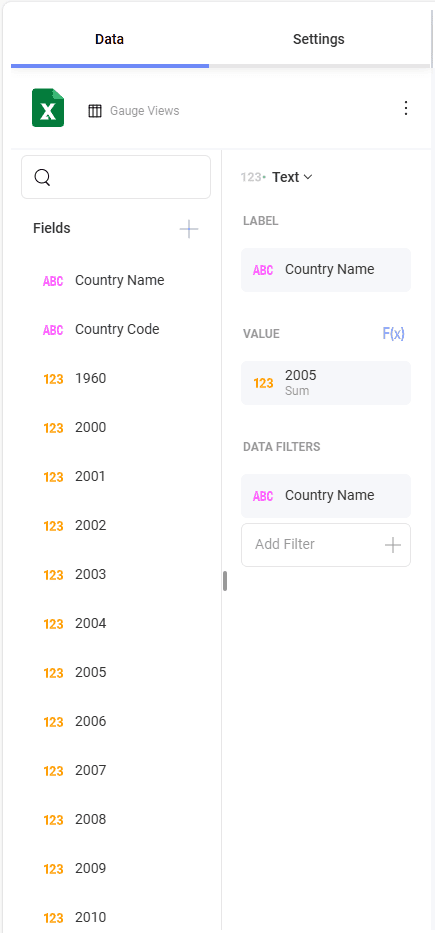 Data
Settings
X
Gauge Views
Fields
ABC Country Name
ABC Country Code
123 1960
123 2000
123 2001
123 2002
123 2003
123 2004
123 2005
123 2006
123 2007
123 2008
123 2009
123 2010
123• Text
LABEL
ABC Country Name
VALUE
F(x)
123 2005
Sum
DATA FILTERS
ABC Country Name
Add Filter